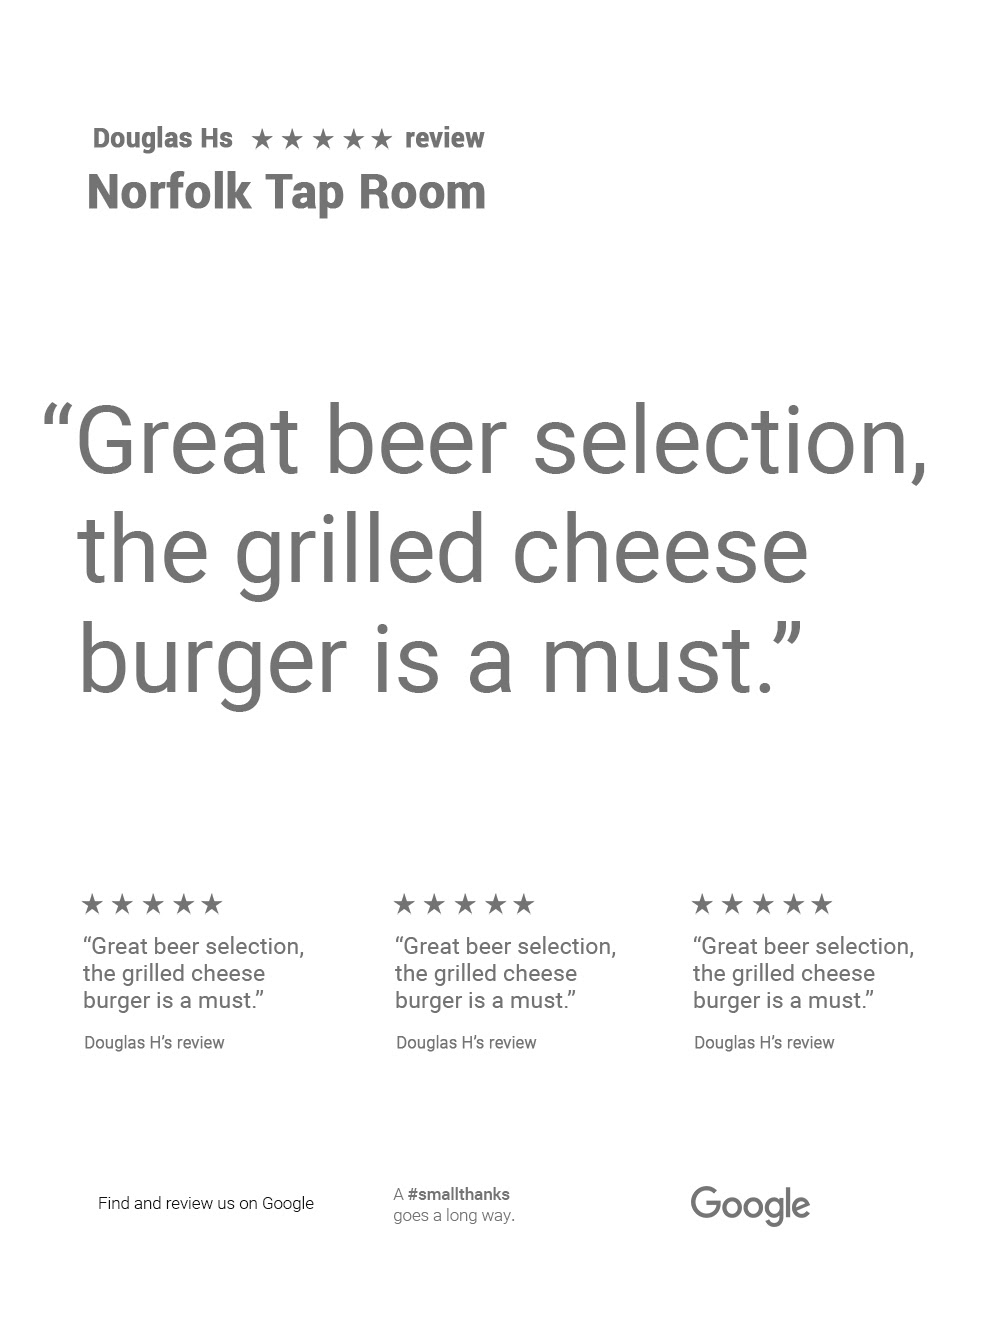 Douglas Hs ★ ★ ★ ★ ★ review
Norfolk Tap Room
“Great beer selection,
the grilled cheese
burger is a must.”
★ ★ ★ ★ ★
“Great beer selection,
the grilled cheese
burger is a must.”
Douglas H’s review
★ ★ ★ ★ ★
“Great beer selection,
the grilled cheese
burger is a must.”
Douglas H’s review
★ ★ ★ ★ ★
“Great beer selection,
the grilled cheese
burger is a must.”
Douglas H’s review
Find and review us on Google
A #smallthanks
goes a long way.
Google